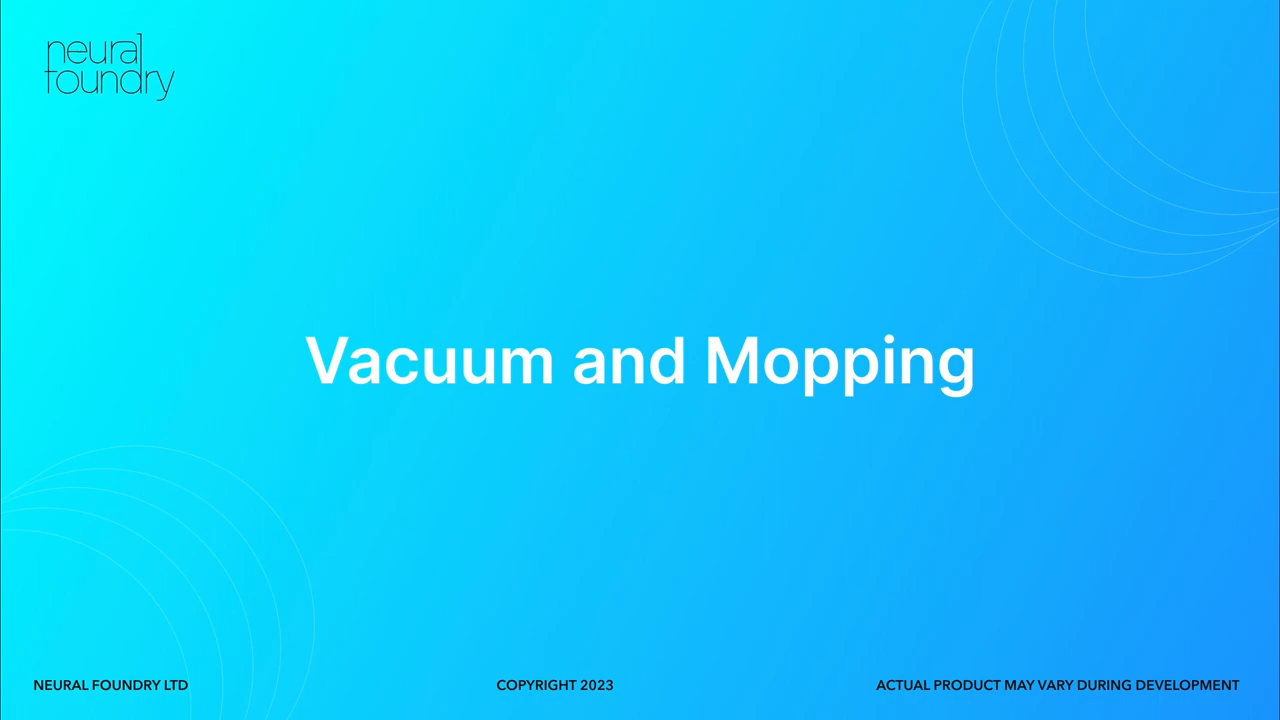 neural
foundry
Vacuum and Mopping
NEURAL FOUNDRY LTD
COPYRIGHT 2023
ACTUAL PRODUCT MAY VARY DURING DEVELOPMENT